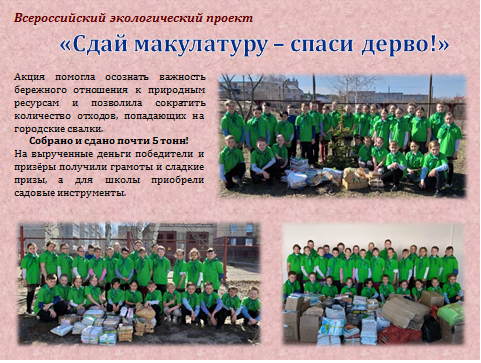 Всероссийский экологический проект
«Сдай макулатуру – спаси дерво!»
Акция помогла осознать важность
бережного отношения к природным
ресурсам и позволила сократить
количество отходов, попадающих на
городские свалки.
Собрано и сдано почти 5 тонн!
На вырученные деньги победители и
призёры получили грамоты и сладкие
призы, а для школы приобрели
садовые инструменты.